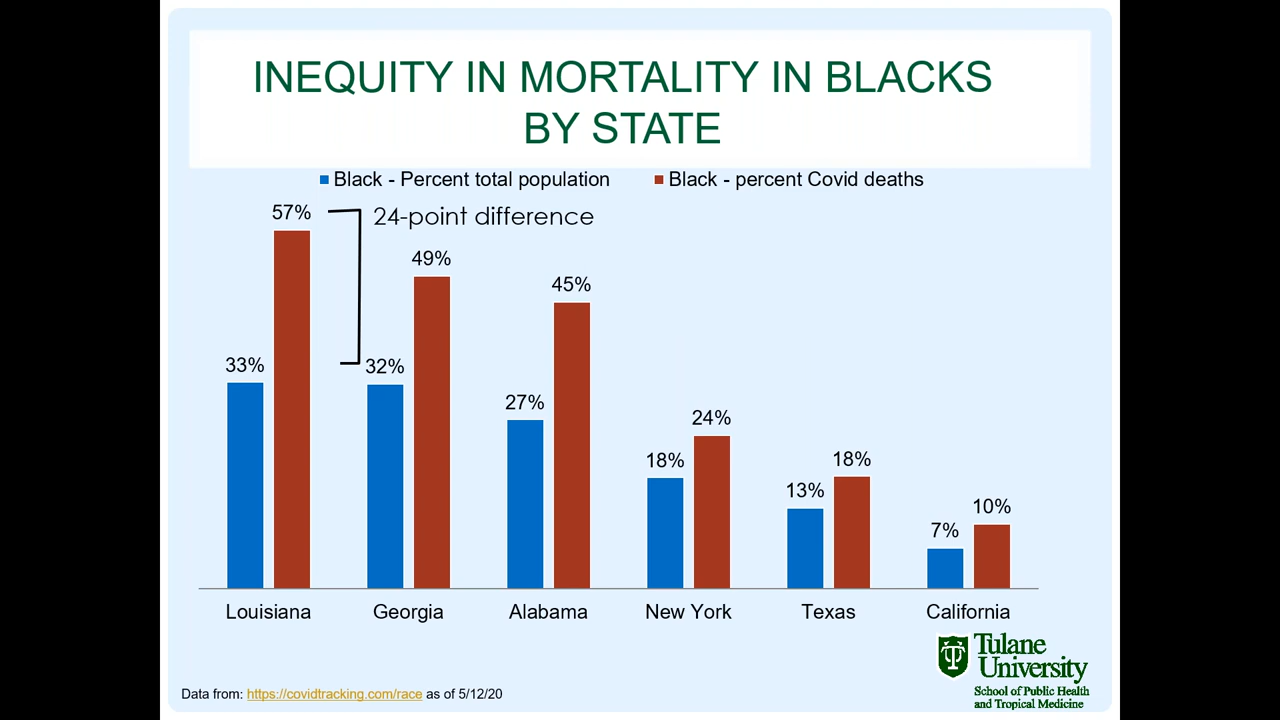 INEQUITY IN MORTALITY IN BLACKS
BY STATE
Black - Percent total population
Black - percent Covid deaths
24-point difference
33%
57%
32%
49%
27%
45%
18%
24%
13%
18%
7%
10%
Louisiana
Georgia
Alabama
New York
Texas
California
Tulane
University
School of Public Health
and Tropical Medicine
Data from: https://covidtracking.com/race as of 5/12/20